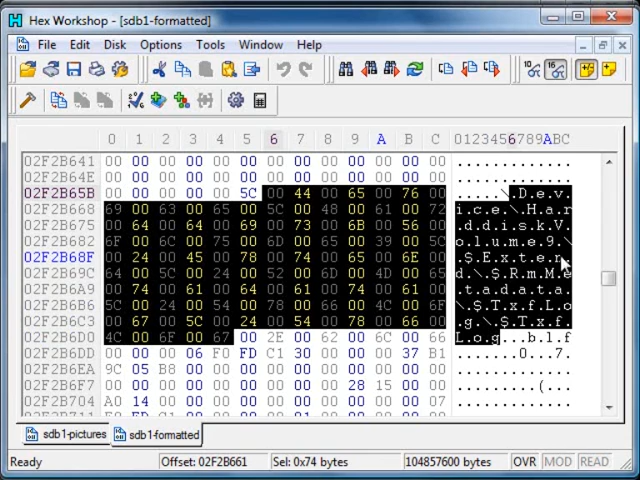 Hex Workshop - [sdb1-formatted]
File Edit Disk Options Tools Window Help
0 1 2 3 4 5 6 7 8 9 A B C 0123456789ABC
02F2B641 00 00 00 00 00 00 00 00 00 00 00 00 00 .............
02F2B64E 00 00 00 00 00 00 00 00 00 00 00 00 00 .............
02F2B65B 00 00 00 00 00 5C 00 44 00 65 00 76 00 .....\.D.e.v.
02F2B668 69 00 63 00 65 00 5C 00 48 00 61 00 72 i.c.e.\.H.a.r
02F2B675 00 64 00 64 00 69 00 73 00 6B 00 56 00 .d.d.i.s.k.V.
02F2B682 6F 00 6C 00 75 00 6D 00 65 00 39 00 5C o.l.u.m.e.9.\
02F2B68F 00 24 00 45 00 78 00 74 00 65 00 6E 00 .$.E.x.t.e.n.
02F2B69C 64 00 5C 00 24 00 52 00 6D 00 4D 00 65 d.\.$.R.m.M.e
02F2B6A9 00 74 00 61 00 64 00 61 00 74 00 61 00 .t.a.d.a.t.a.
02F2B6B6 5C 00 24 00 54 00 78 00 66 00 4C 00 6F \.$.T.x.f.L.o
02F2B6C3 00 67 00 5C 00 24 00 54 00 78 00 66 00 .g.\.$.T.x.f.
02F2B6D0 4C 00 6F 00 67 00 2E 00 62 00 6C 00 66 L.o.g...b.l.f
02F2B6DD 00 00 00 06 F0 FD C1 30 00 00 00 37 B1 .......0...7.
02F2B6EA 9C 05 B8 00 00 00 00 00 00 00 00 00 00 .............
02F2B6F7 00 00 00 00 00 00 00 00 00 28 15 00 00 .........(...
02F2B704 A0 14 00 00 00 00 00 00 00 00 00 00 07 .............
sdb1-pictures sdb1-formatted
Ready Offset: 02F2B661 Sel: 0x74 bytes 104857600 bytes OVR MOD READ